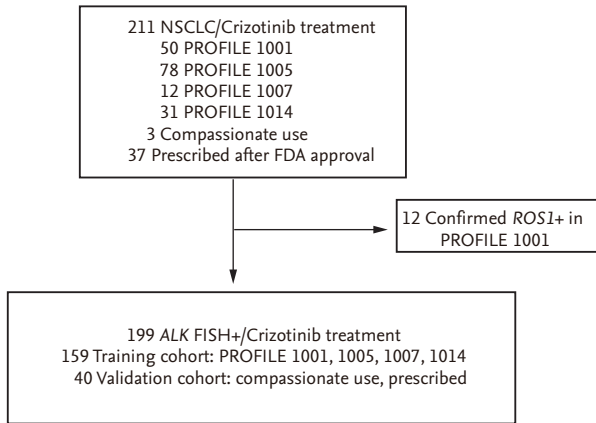 211 NSCLC/Crizotinib treatment
50 PROFILE 1001
78 PROFILE 1005
12 PROFILE 1007
31 PROFILE 1014
3 Compassionate use
37 Prescribed after FDA approval
12 Confirmed ROS1+ in
PROFILE 1001
199 ALK FISH+/Crizotinib treatment
159 Training cohort: PROFILE 1001, 1005, 1007, 1014
40 Validation cohort: compassionate use, prescribed